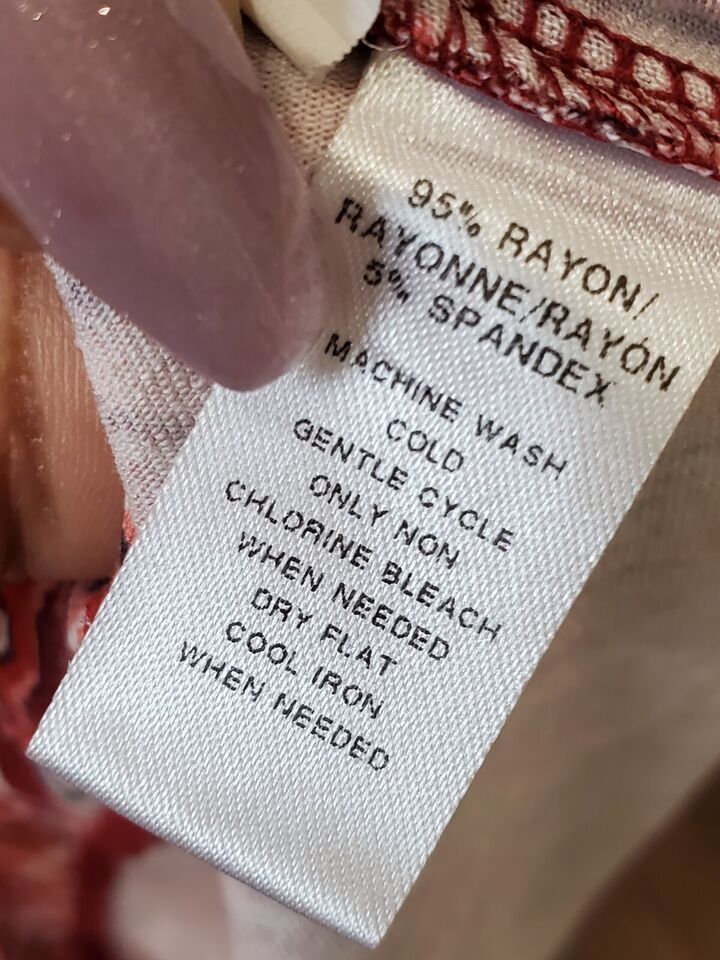 95% RAYON/
RAYONNE/RAYÓN
5% SPANDEX
MACHINE WASH
COLD
GENTLE CYCLE
ONLY NON
CHLORINE BLEACH
WHEN NEEDED
DRY FLAT
COOL IRON
WHEN NEEDED